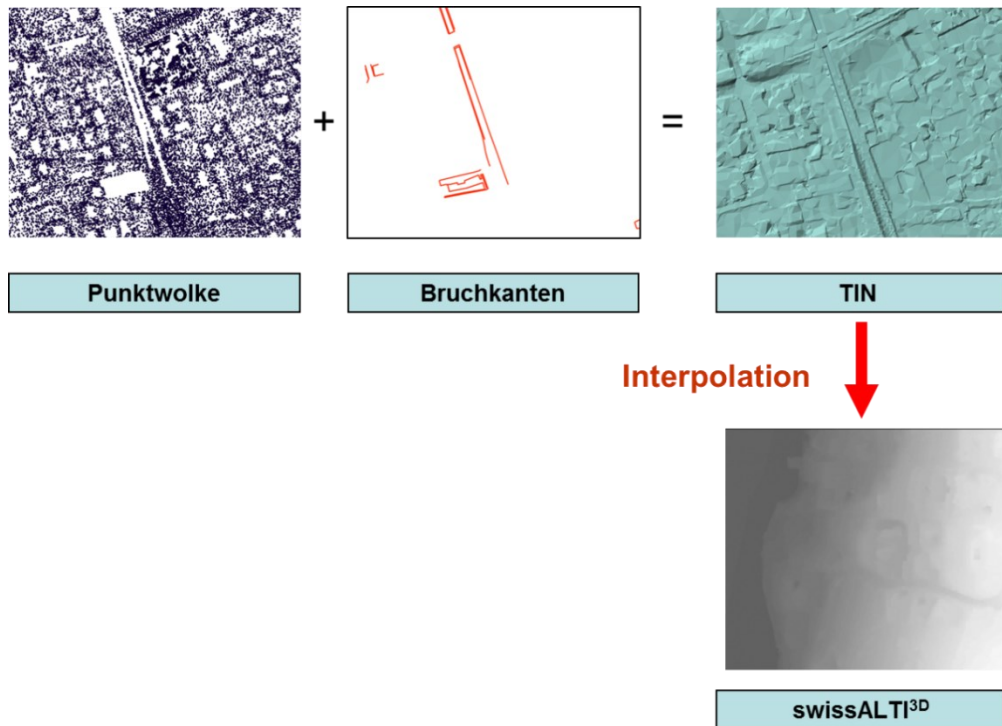 +
=
Punktwolke
Bruchkanten
TIN
Interpolation
swissALTI3D